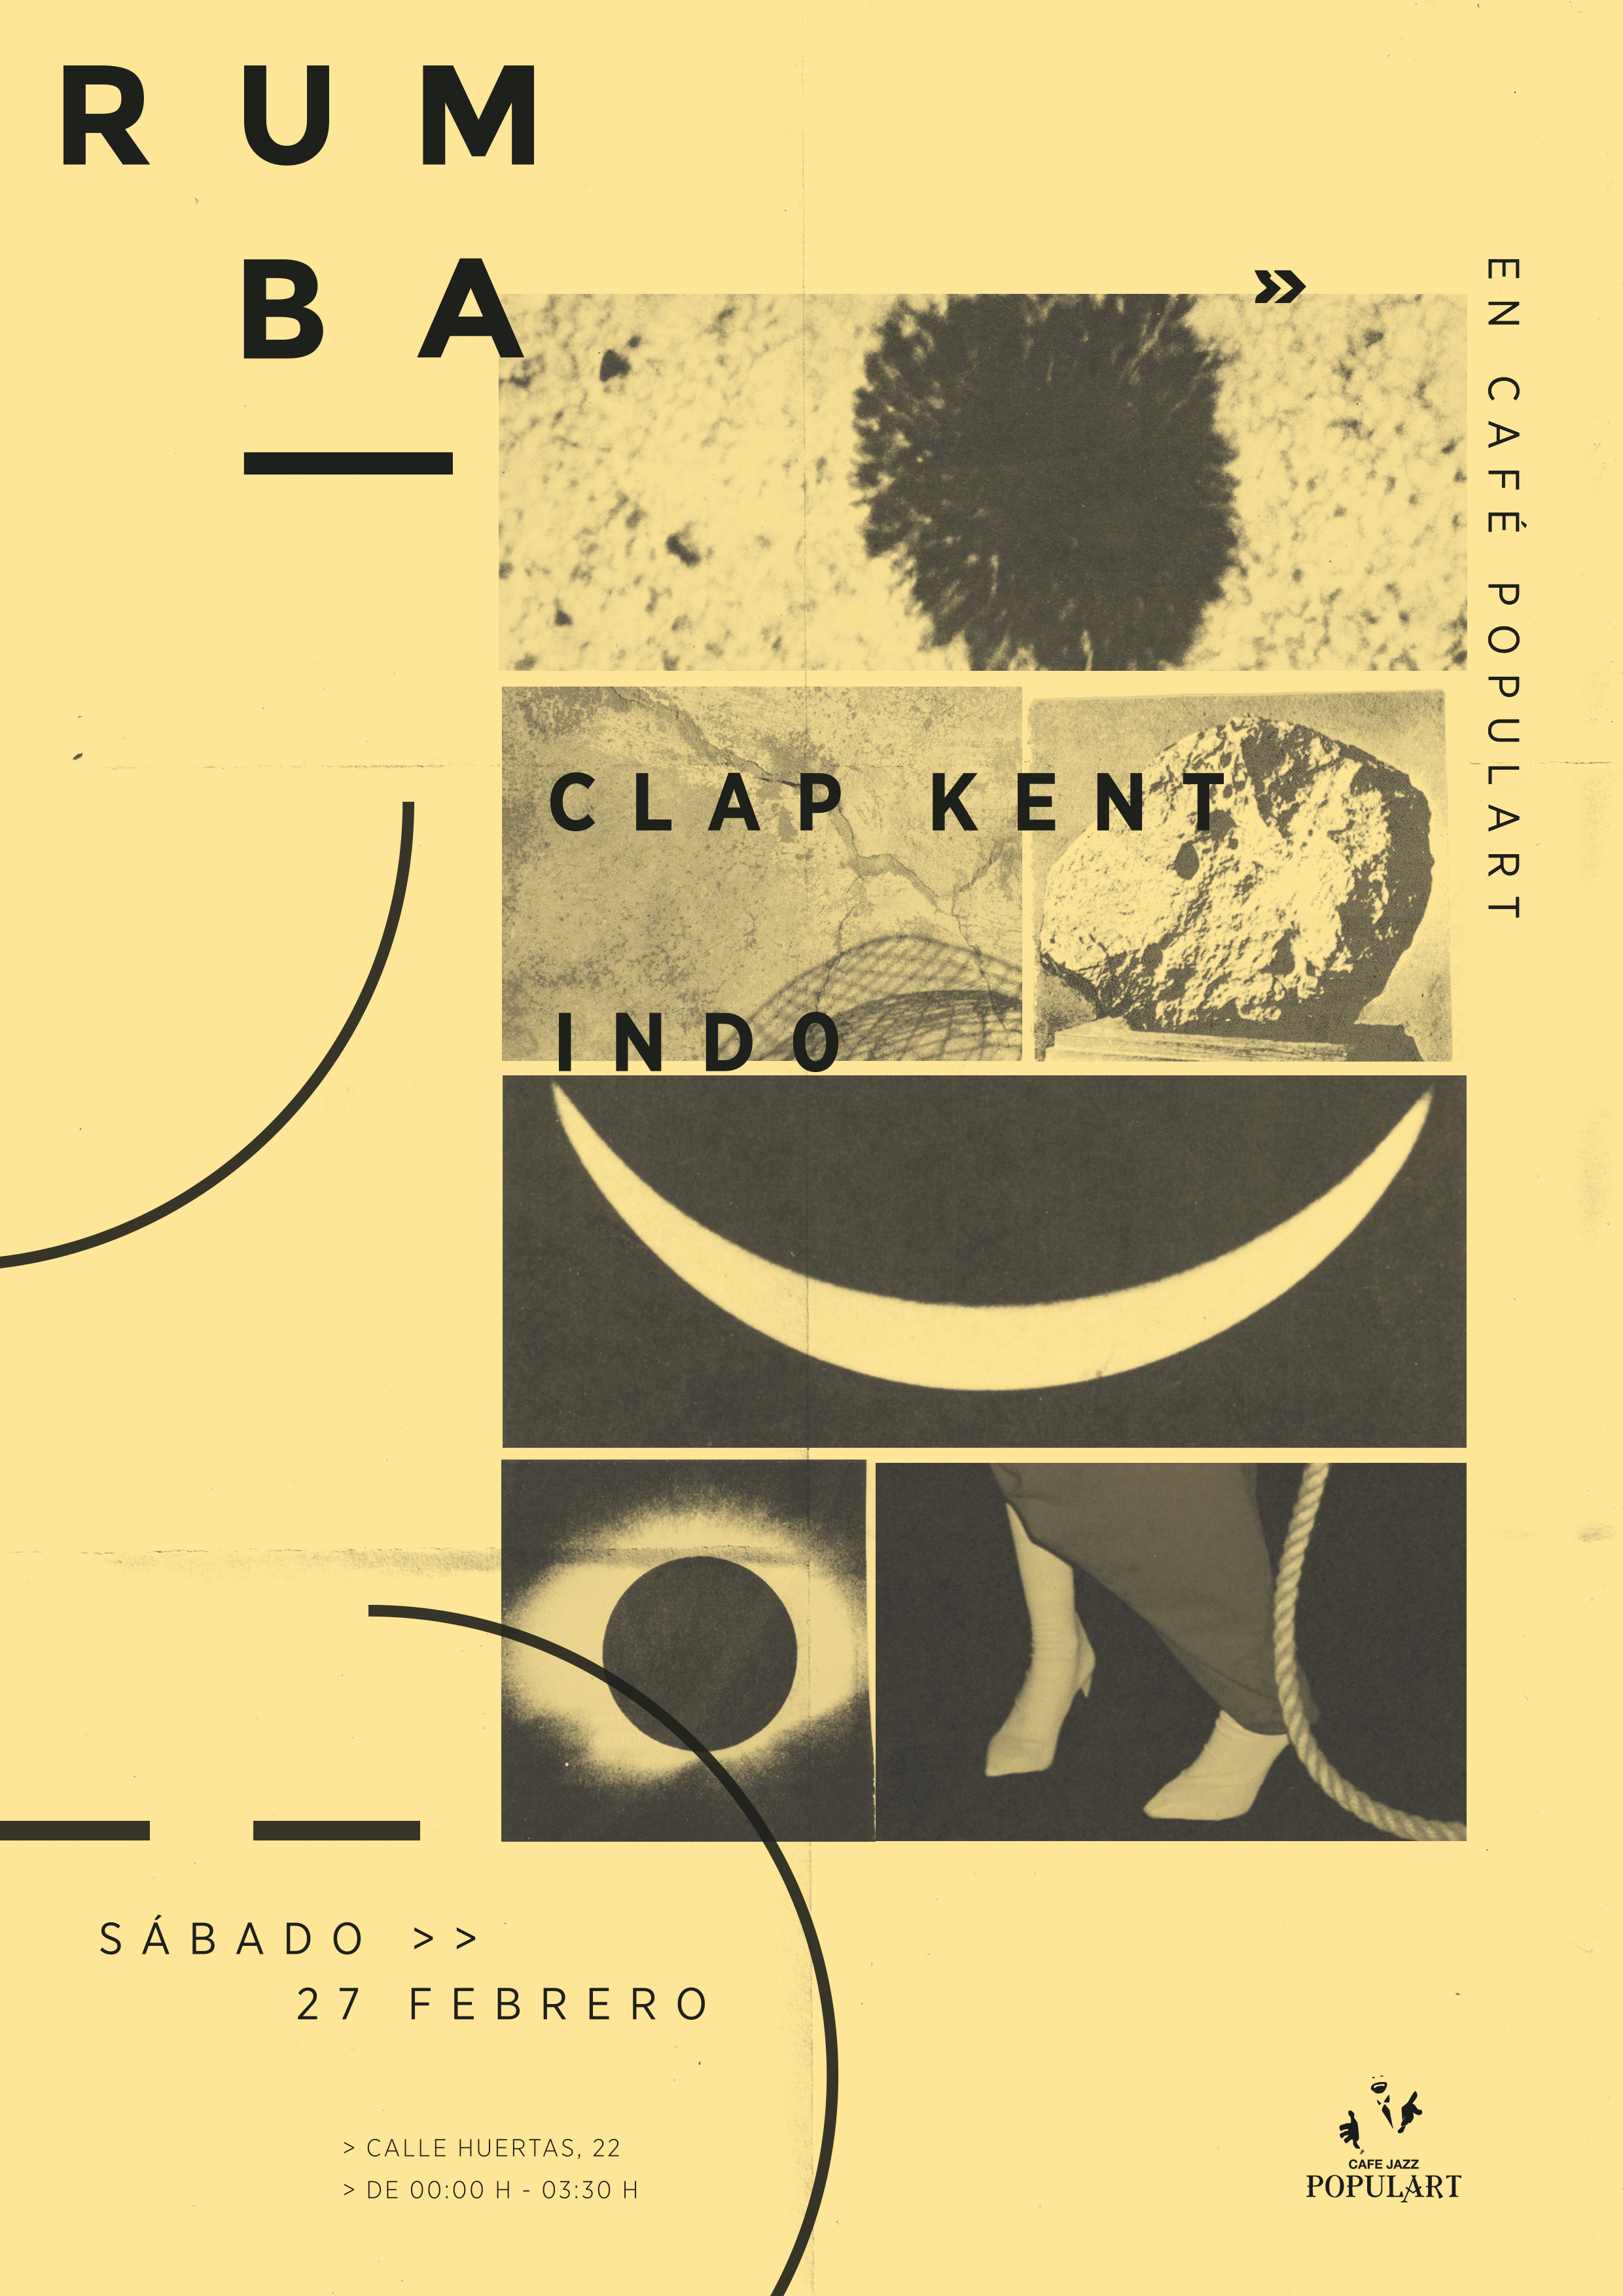 RUM
BA
»
EN CAFÉ POPULART
CLAP KENT
INDO
SÁBADO >>
27 FEBRERO
> CALLE HUERTAS, 22
> DE 00:00 H - 03:30 H
CAFE JAZZ
POPULART